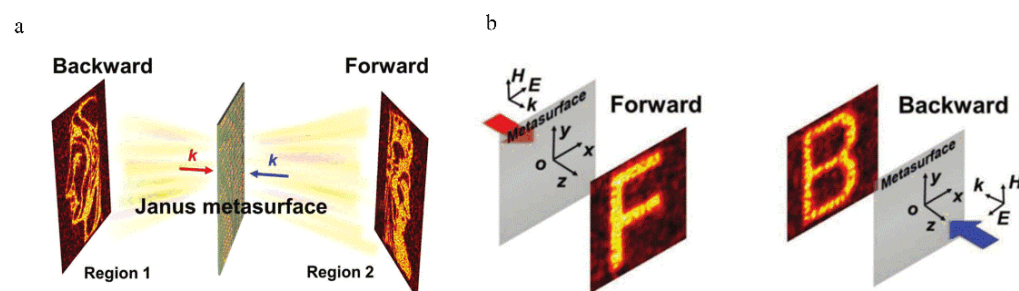 a
Backward
Forward
k
k
Janus metasurface
Region 1
Region 2
b
H
E
k
Metasurface
Forward
y
x
o
z
F
Backward
B
Metasurface
y
x
o
z
k
H
E